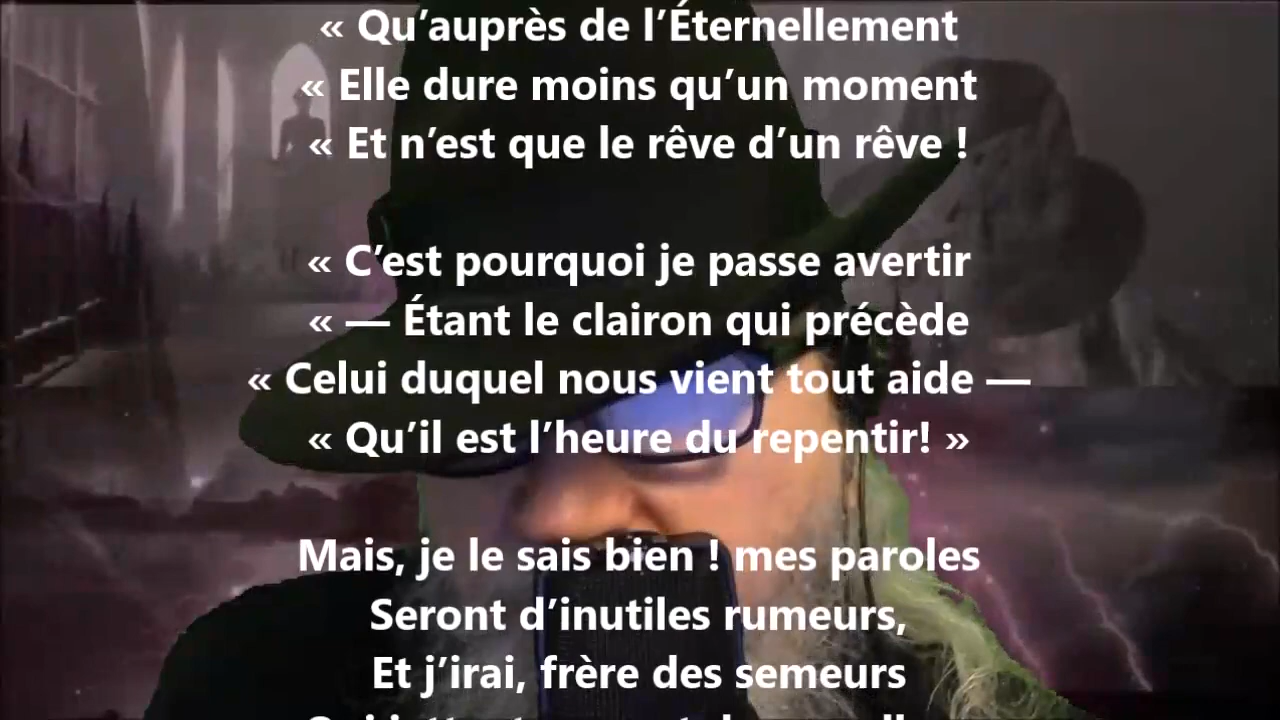 « Qu’auprès de l’Éternellement
« Elle dure moins qu’un moment
« Et n’est que le rêve d’un rêve !
« C’est pourquoi je passe avertir
« — Étant le clairon qui précède
« Celui duquel nous vient tout aide —
« Qu’il est l’heure du repentir! »
Mais, je le sais bien ! mes paroles
Seront d’inutiles rumeurs,
Et j’irai, frère des semeurs